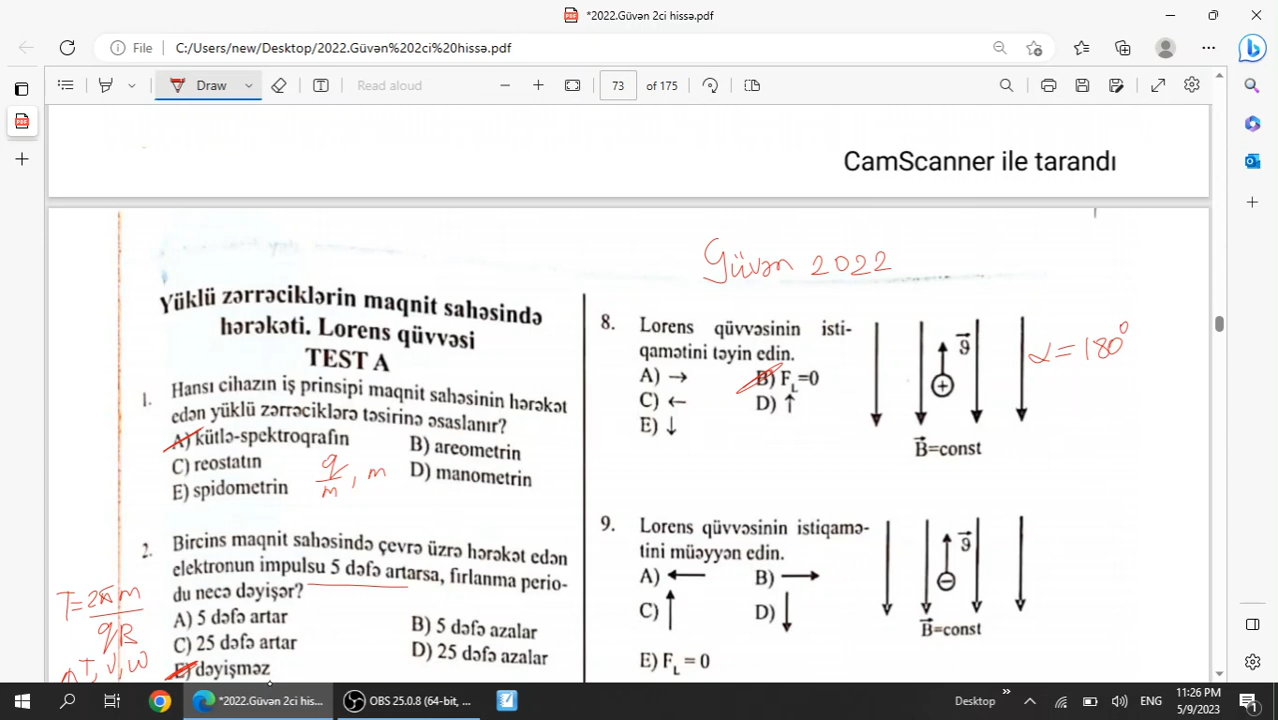 *2022.Güvən 2ci hissə.pdf
File
C:/Users/new/Desktop/2022.Güvən%202ci%20hissə.pdf
Draw
Read aloud
73
of 175
CamScanner ile tarandı
Güvən 2022
Yüklü zərrəciklərin maqnit sahəsində
hərəkəti. Lorens qüvvəsi
TEST A
1. Hansı cihazın iş prinsipi maqnit sahəsinin hərəkət
edən yüklü zərrəciklərə təsirinə əsaslanır?
A) kütlə-spektroqrafın
B) areometrin
C) reostatın
D) manometrin
E) spidometrin
q/m, m
2. Bircins maqnit sahəsində çevrə üzrə hərəkət edən
elektronun impulsu 5 dəfə artarsa, fırlanma perio-
du necə dəyişər?
A) 5 dəfə artar
B) 5 dəfə azalar
C) 25 dəfə artar
D) 25 dəfə azalar
E) dəyişməz
T=2πm
qB
T, ν, ω
8. Lorens qüvvəsinin isti-
qamətini təyin edin.
A) →
B) F_L=0
C) ←
D) ↑
E) ↓
ϑ
+
B=const
α=180°
9. Lorens qüvvəsinin istiqamə-
tini müəyyən edin.
A) ←
B) →
C) ↑
D) ↓
E) F_L = 0
ϑ
−
B=const
*2022.Güvən 2ci his...
OBS 25.0.8 (64-bit, ...
Desktop
ENG
11:26 PM
5/9/2023
1